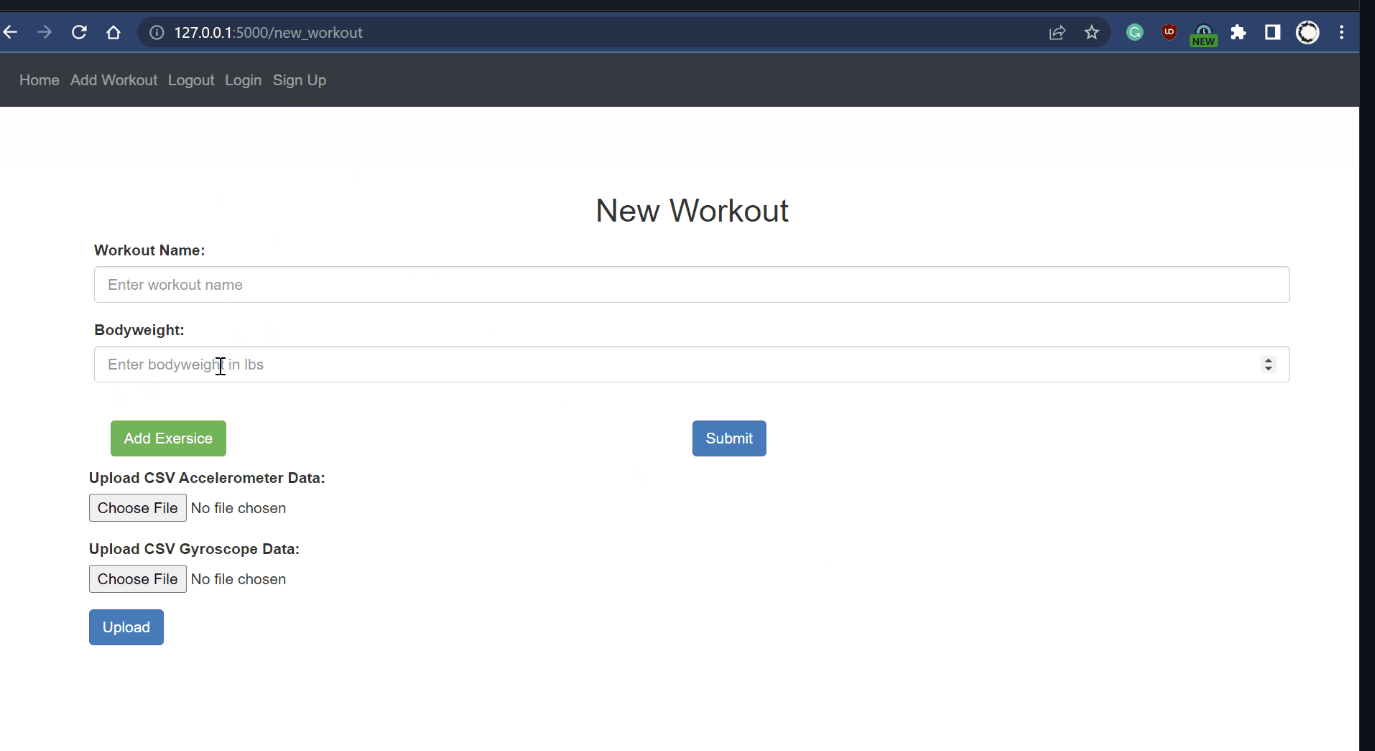 127.0.0.1:5000/new_workout
NEW
Home Add Workout Logout Login Sign Up
New Workout
Workout Name:
Enter workout name
Bodyweight:
Enter bodyweight in lbs
Add Exersice Submit
Upload CSV Accelerometer Data:
Choose File No file chosen
Upload CSV Gyroscope Data:
Choose File No file chosen
Upload